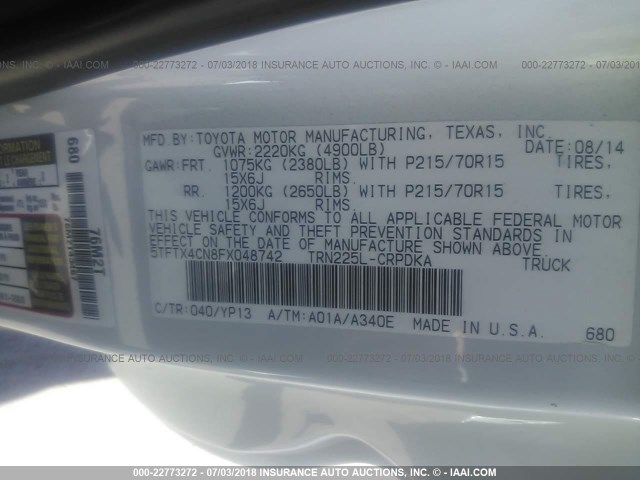 000-22773272 - 07/03/2018 INSURANCE AUTO AUCTIONS, INC. - © IAAI.COM
MFD.BY:TOYOTA MOTOR MANUFACTURING, TEXAS, INC.
GVWR:2220KG (4900LB) DATE:08/14
GAWR:FRT. 1075KG (2380LB) WITH P215/70R15 TIRES,
15X6J RIMS.
RR. 1200KG (2650LB) WITH P215/70R15 TIRES,
15X6J RIMS.
THIS VEHICLE CONFORMS TO ALL APPLICABLE FEDERAL MOTOR
VEHICLE SAFETY AND THEFT PREVENTION STANDARDS IN
EFFECT ON THE DATE OF MANUFACTURE SHOWN ABOVE.
5TFTX4CN8FX048742 TRN225L-CRPDKA TRUCK
C/TR:040/YP13 A/TM:A01A/A340E MADE IN U.S.A.
680
680
76M21
000-22773272 - 07/03/2018 INSURANCE AUTO AUCTIONS, INC. - © IAAI.COM
000-22773272 - 07/03/2018 INSURANCE AUTO AUCTIONS, INC. - © IAAI.COM